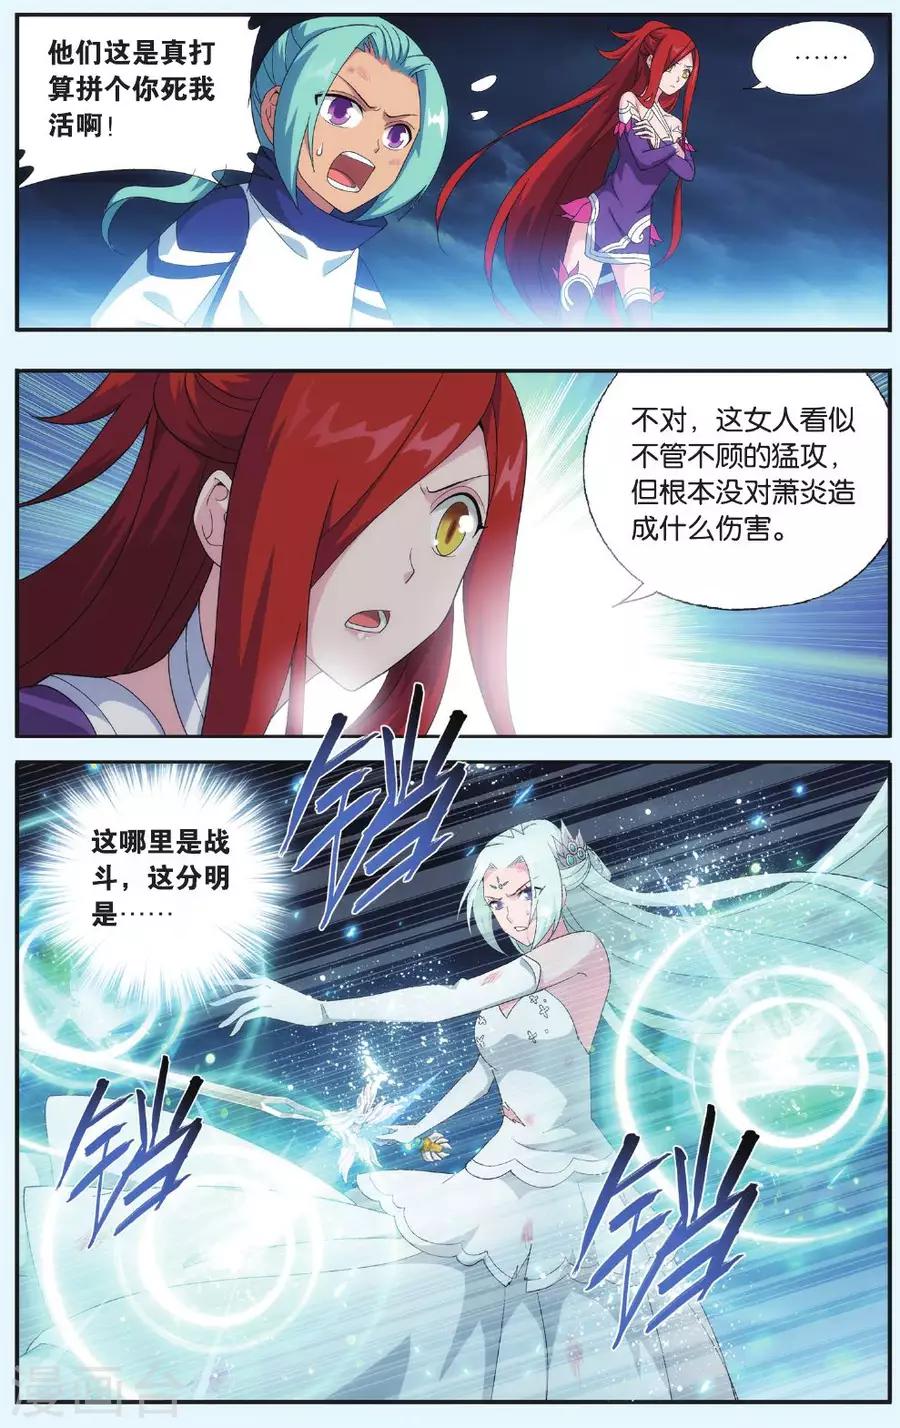 他们这是真打
算拼个你死我
活啊！
……
不对，这女人看似
不管不顾的猛攻，
但根本没对萧炎造
成什么伤害。
铛
这哪里是战
斗，这分明
是……
铛
铛
漫画台